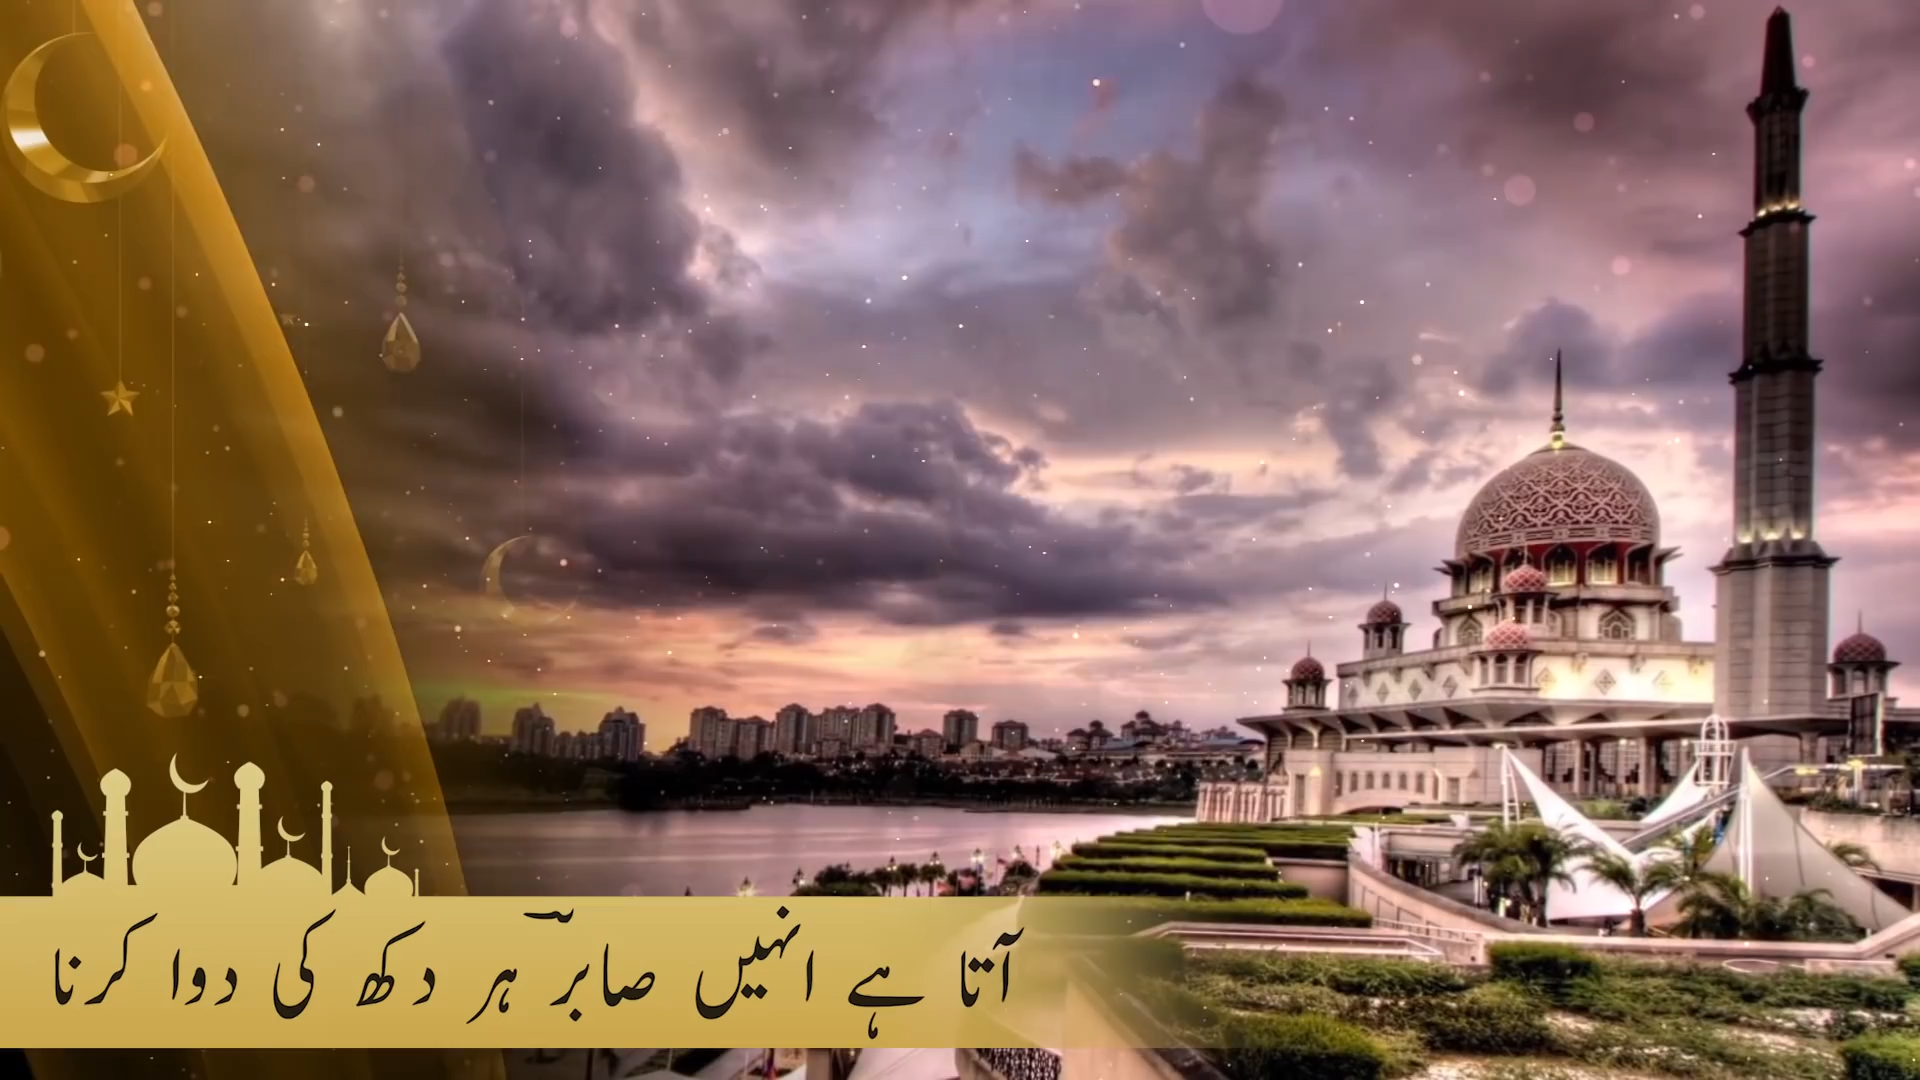 آتا ہے انہیں صابرؔ ہر دکھ کی دوا کرنا